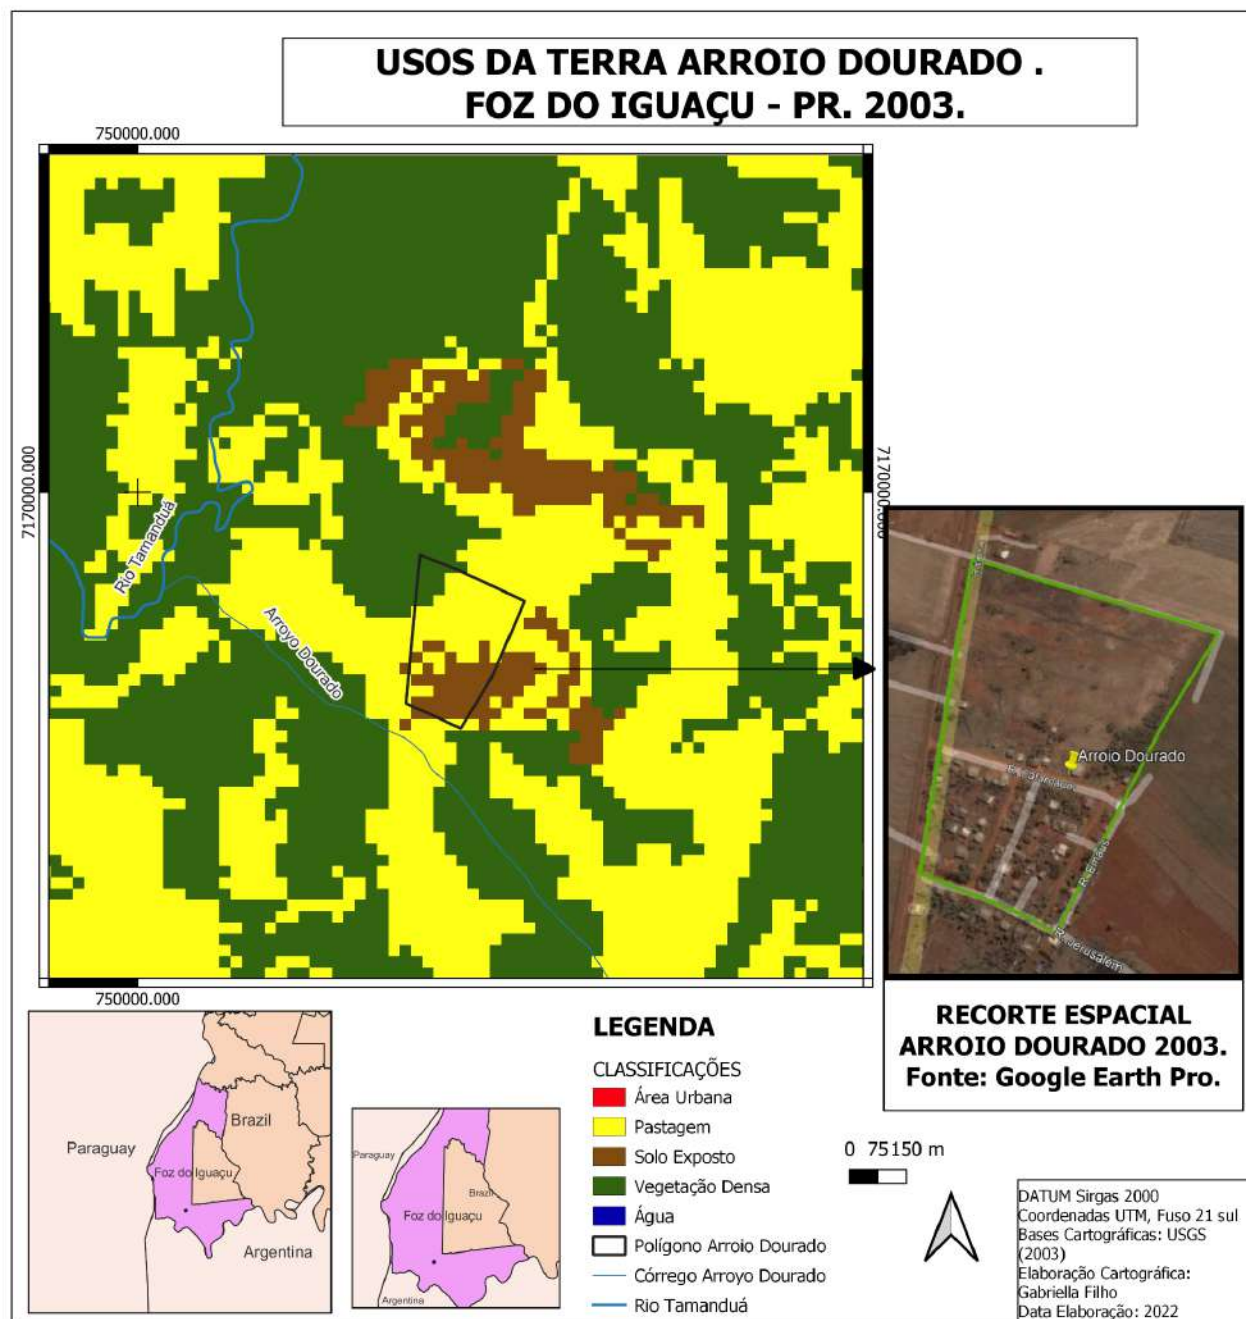 USOS DA TERRA ARROIO DOURADO .
FOZ DO IGUAÇU - PR. 2003.
750000.000
7170000.000
7170000.000
Rio Tamanduá
Arroyo Dourado
750000.000
Arroio Dourado
R. Emaús
R. Jerusalem
RECORTE ESPACIAL
ARROIO DOURADO 2003.
Fonte: Google Earth Pro.
Paraguay
Brazil
Foz do Iguaçu
Argentina
Paraguay
Brazil
Foz do Iguaçu
Argentina
LEGENDA
CLASSIFICAÇÕES
Área Urbana
Pastagem
Solo Exposto
Vegetação Densa
Água
Polígono Arroio Dourado
Córrego Arroyo Dourado
Rio Tamanduá
0 75 150 m
DATUM Sirgas 2000
Coordenadas UTM, Fuso 21 sul
Bases Cartográficas: USGS
(2003)
Elaboração Cartográfica:
Gabriella Filho
Data Elaboração: 2022